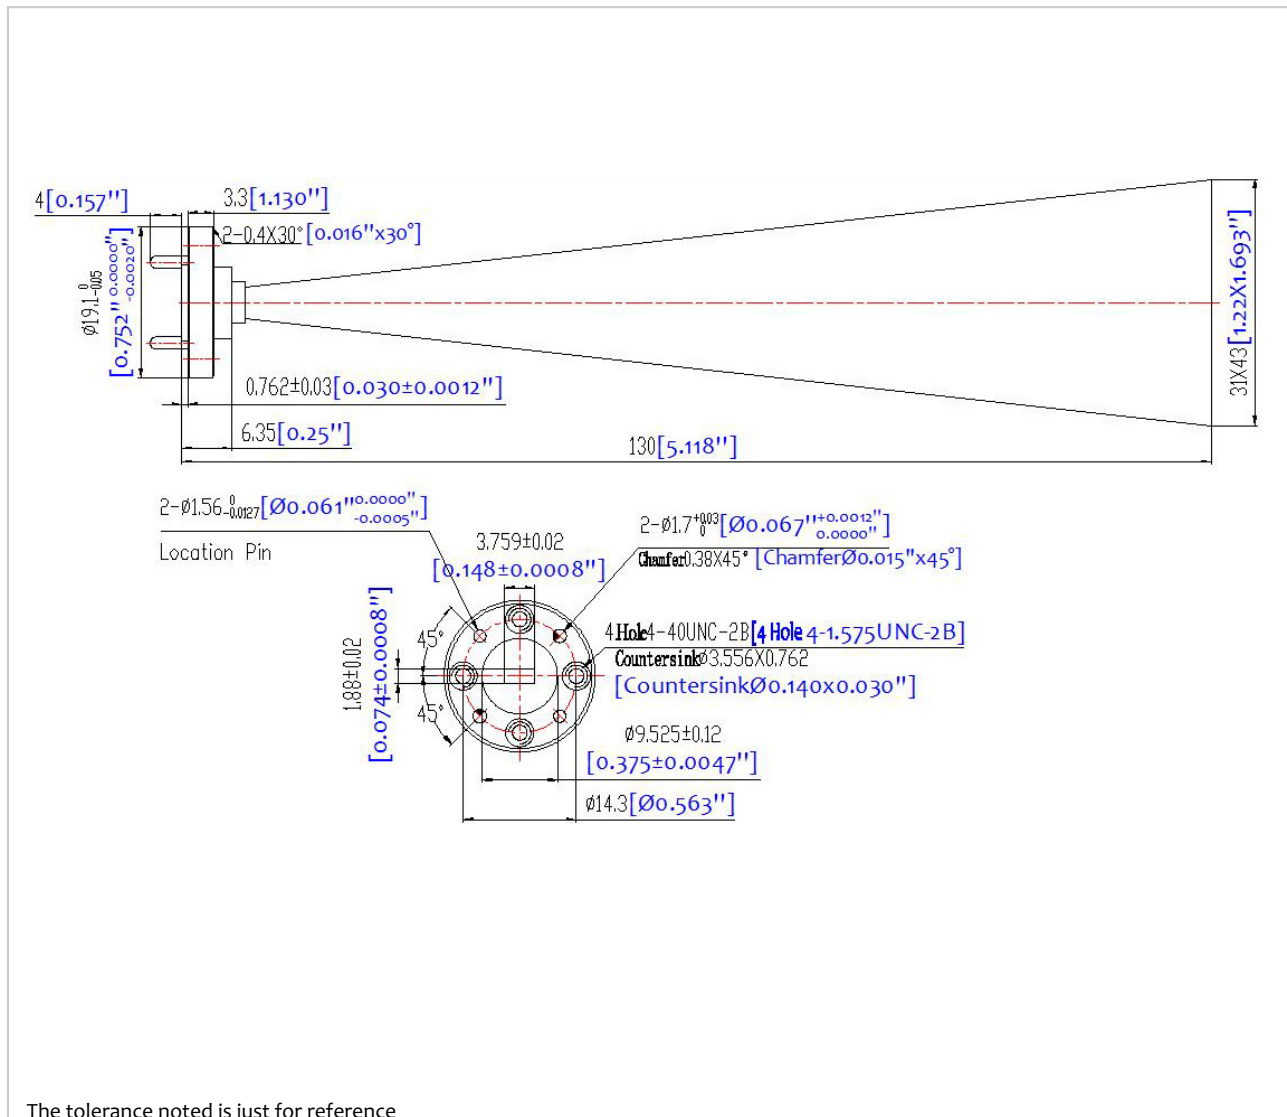 4[0.157"]
3.3[1.130"]
2-0.4X30°[0.016"x30°]
Ø19.1 0 -0.05
[0.752" 0.0000" -0.0020"]
31X43[1.22X1.693"]
0.762±0.03[0.030±0.0012"]
6.35[0.25"]
130[5.118"]
2-Ø1.56 0 -0.0127[Ø0.061" 0.0000" -0.0005"]
Location Pin
3.759±0.02
[0.148±0.0008"]
2-Ø1.7 +0.03 0[Ø0.067" +0.0012" 0.0000"]
Chamfer0.38X45° [ChamferØ0.015"x45°]
1.88±0.02
[0.074±0.0008"]
45°
45°
4Hole4-40UNC-2B[4 Hole 4-1.575UNC-2B]
CountersinkØ3.556X0.762
[CountersinkØ0.140x0.030"]
Ø9.525±0.12
[0.375±0.0047"]
Ø14.3[Ø0.563"]
The tolerance noted is just for reference